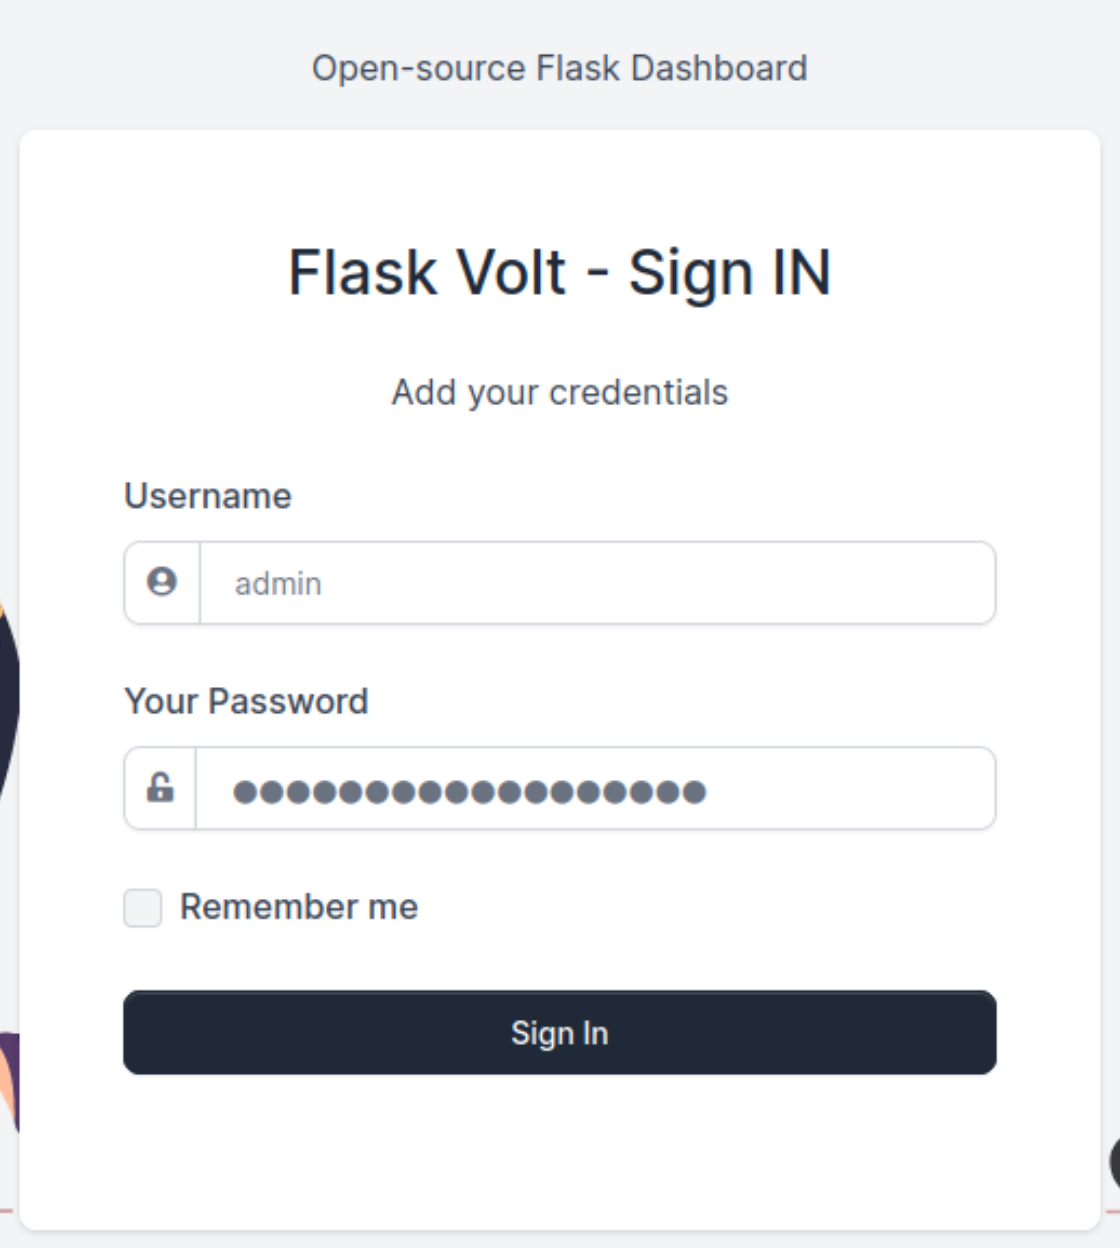 Open-source Flask Dashboard
Flask Volt - Sign IN
Add your credentials
Username
admin
Your Password
●●●●●●●●●●●●●●●●●●
Remember me
Sign In